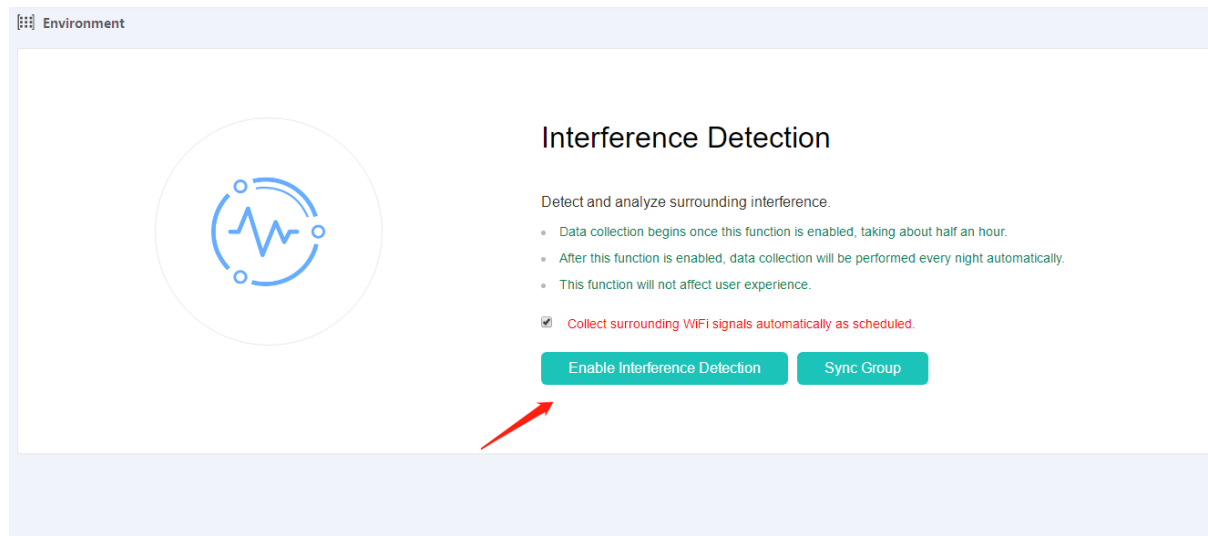 Environment
Interference Detection
Detect and analyze surrounding interference.
Data collection begins once this function is enabled, taking about half an hour.
After this function is enabled, data collection will be performed every night automatically.
This function will not affect user experience.
Collect surrounding WiFi signals automatically as scheduled.
Enable Interference Detection Sync Group